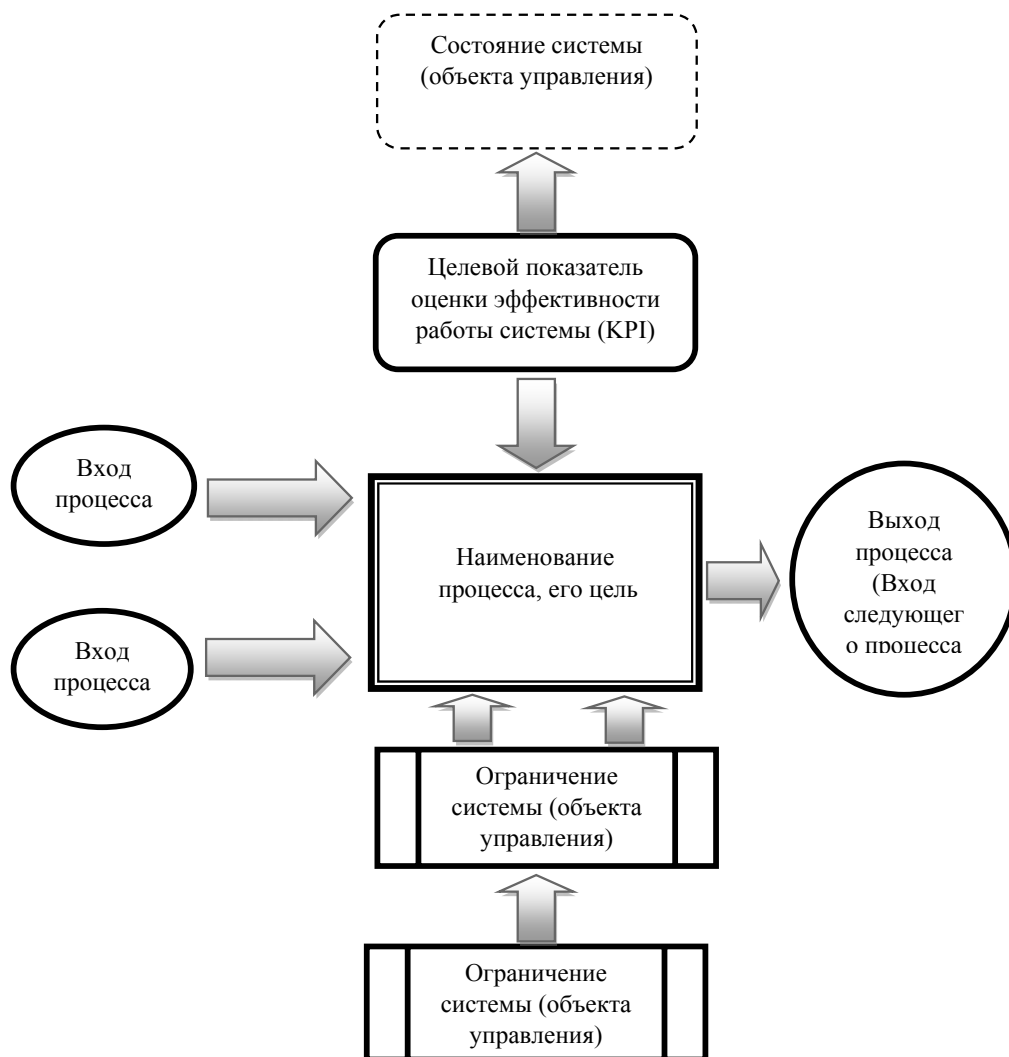 Состояние системы
(объекта управления)
Целевой показатель
оценки эффективности
работы системы (KPI)
Вход
процесса
Наименование
процесса, его цель
Выход
процесса
(Вход
следующег
о процесса
Вход
процесса
Ограничение
системы (объекта
управления)
Ограничение
системы (объекта
управления)